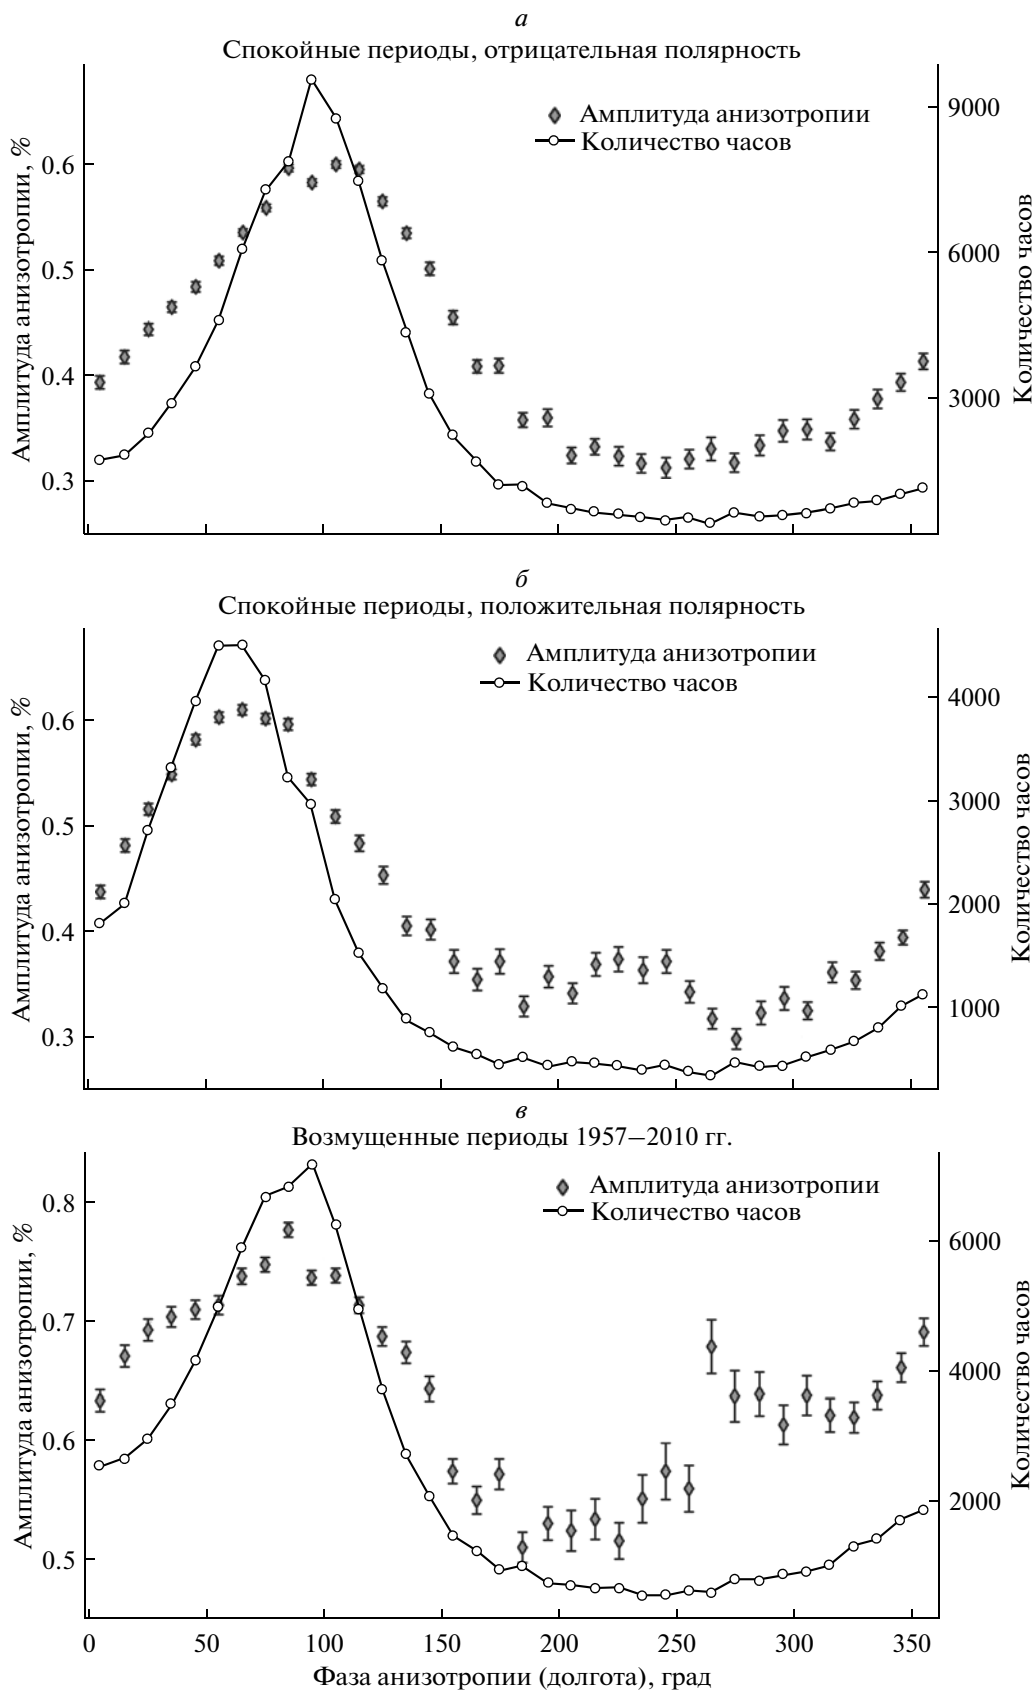 а
Спокойные периоды, отрицательная полярность
Амплитуда анизотропии
Количество часов
Амплитуда анизотропии, %
0.6
0.5
0.4
0.3
9000
6000
3000
Количество часов
б
Спокойные периоды, положительная полярность
Амплитуда анизотропии
Количество часов
Амплитуда анизотропии, %
0.6
0.5
0.4
0.3
4000
3000
2000
1000
Количество часов
в
Возмущенные периоды 1957–2010 гг.
Амплитуда анизотропии
Количество часов
Амплитуда анизотропии, %
0.8
0.7
0.6
0.5
6000
4000
2000
Количество часов
0 50 100 150 200 250 300 350
Фаза анизотропии (долгота), град